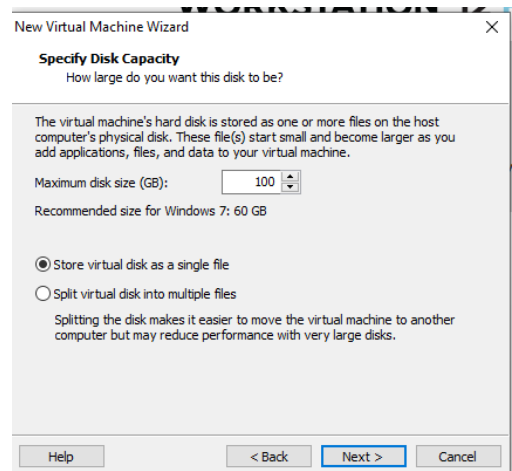 WORKSTATION 12
New Virtual Machine Wizard
Specify Disk Capacity
How large do you want this disk to be?
The virtual machine's hard disk is stored as one or more files on the host
computer's physical disk. These file(s) start small and become larger as you
add applications, files, and data to your virtual machine.
Maximum disk size (GB): 100
Recommended size for Windows 7: 60 GB
Store virtual disk as a single file
Split virtual disk into multiple files
Splitting the disk makes it easier to move the virtual machine to another
computer but may reduce performance with very large disks.
Help < Back Next > Cancel